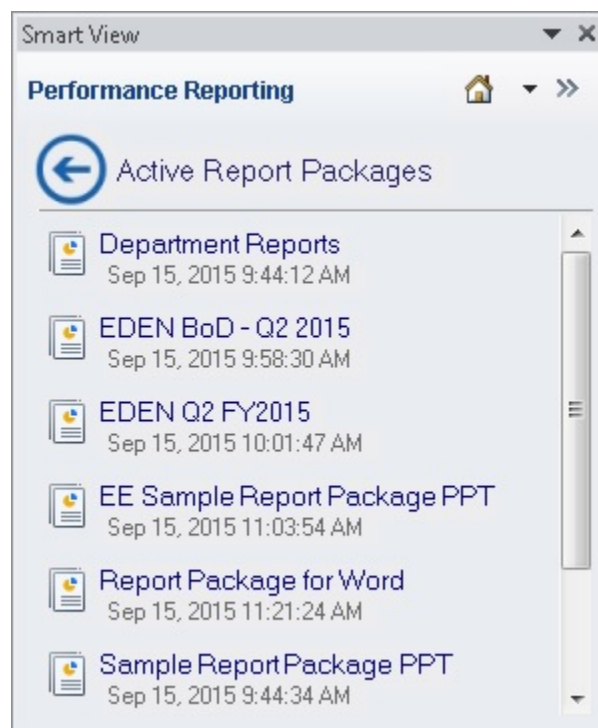 Smart View
Performance Reporting
Active Report Packages
Department Reports
Sep 15, 2015 9:44:12 AM
EDEN BoD - Q2 2015
Sep 15, 2015 9:58:30 AM
EDEN Q2 FY2015
Sep 15, 2015 10:01:47 AM
EE Sample Report Package PPT
Sep 15, 2015 11:03:54 AM
Report Package for Word
Sep 15, 2015 11:21:24 AM
Sample Report Package PPT
Sep 15, 2015 9:44:34 AM